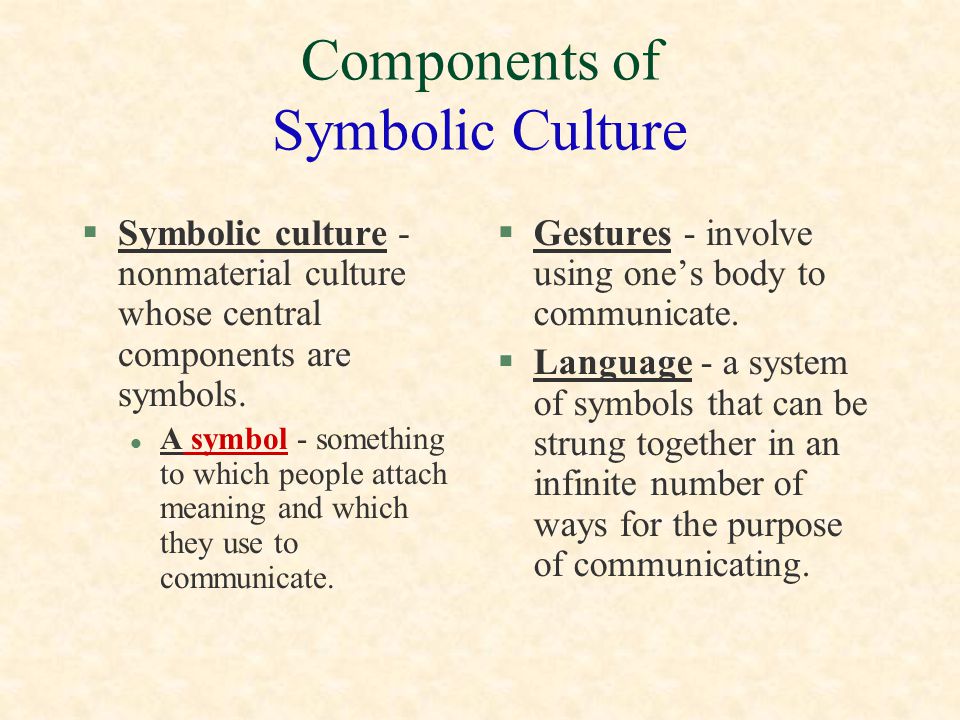 Components of
Symbolic Culture
§ Symbolic culture -
nonmaterial culture
whose central
components are
symbols.
● A symbol - something
to which people attach
meaning and which
they use to
communicate.
§ Gestures - involve
using one’s body to
communicate.
§ Language - a system
of symbols that can be
strung together in an
infinite number of
ways for the purpose
of communicating.